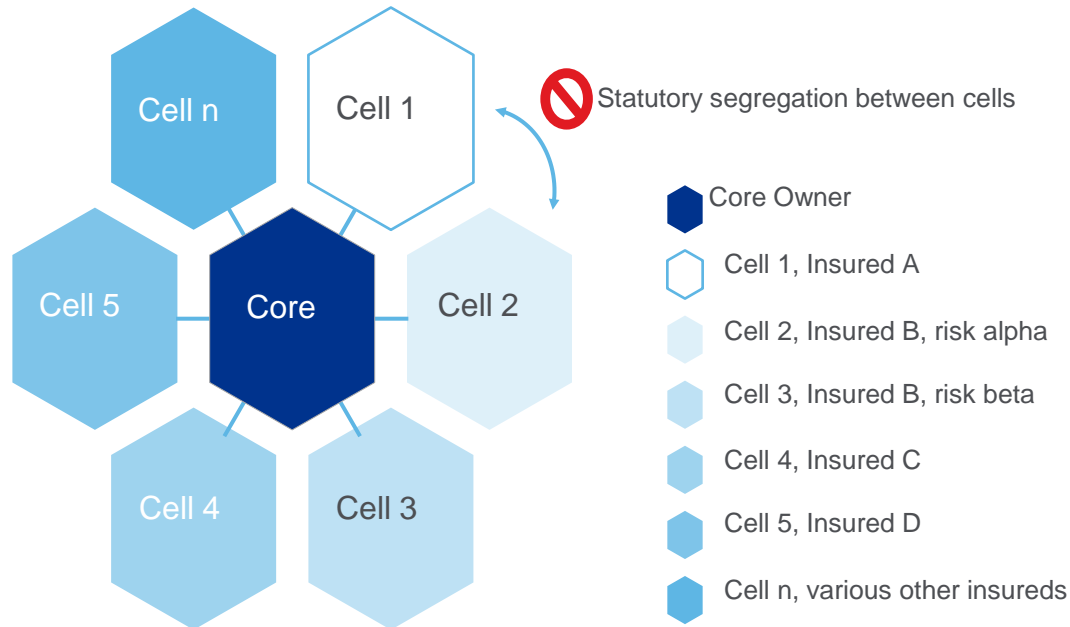 Cell n
Cell 1
Statutory segregation between cells
Cell 5
Core
Cell 2
Cell 4
Cell 3
Core Owner
Cell 1, Insured A
Cell 2, Insured B, risk alpha
Cell 3, Insured B, risk beta
Cell 4, Insured C
Cell 5, Insured D
Cell n, various other insureds